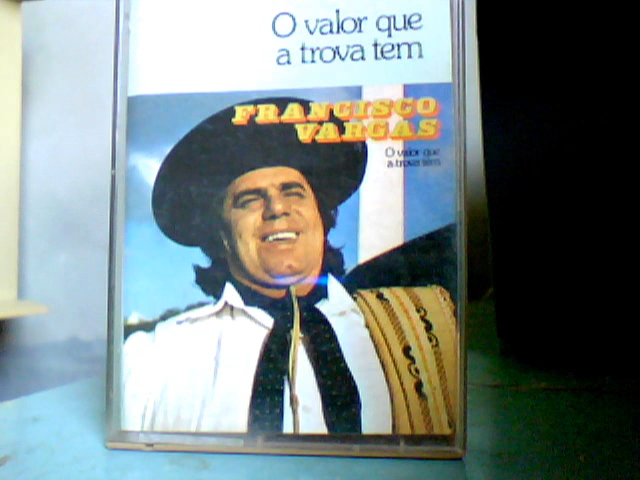 O valor que
a trova tem
FRANCISCO
VARGAS
O valor que
a trova tem